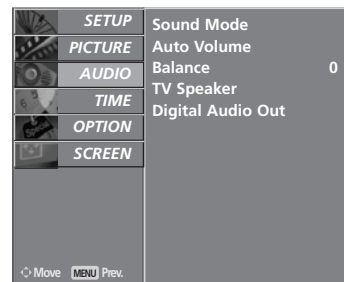 SETUP
PICTURE
AUDIO
TIME
OPTION
SCREEN
Move MENU Prev.
Sound Mode
Auto Volume
Balance 0
TV Speaker
Digital Audio Out